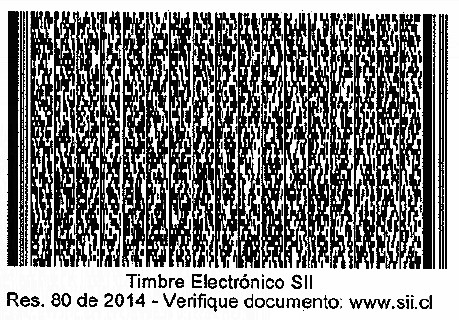 Timbre Electrónico SII
Res. 80 de 2014 - Verifique documento: www.sii.cl